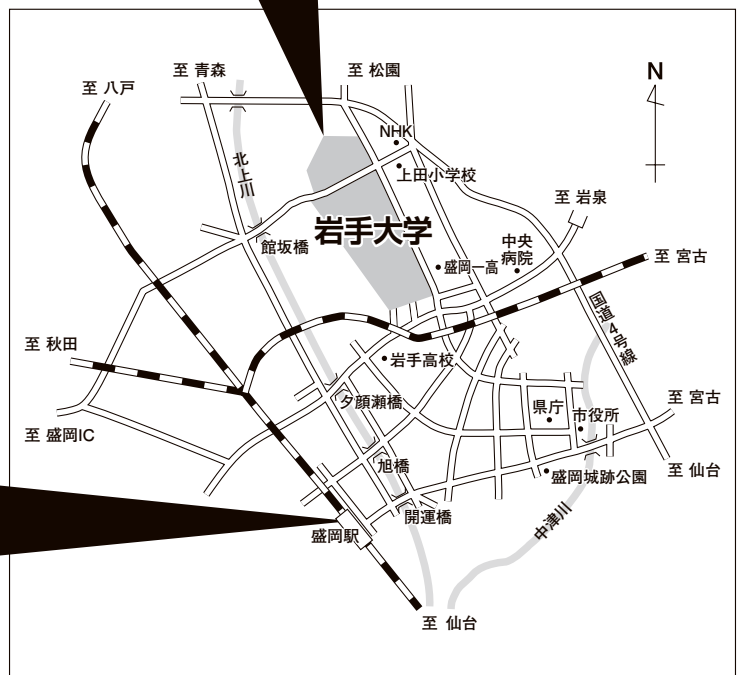 至 青森
至 松園
N
至 八戸
NHK
北上川
上田小学校
至 岩泉
岩手大学
中央
病院
館坂橋
至 宮古
盛岡一高
国道4号線
至 秋田
岩手高校
夕顔瀬橋
県庁
市役所
至 宮古
至 盛岡IC
旭橋
盛岡城跡公園
至 仙台
開運橋
中津川
盛岡駅
至 仙台